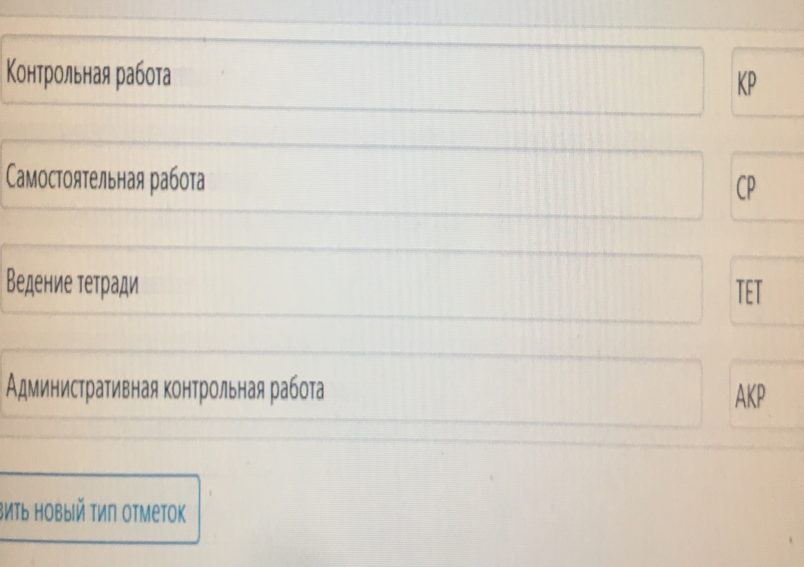 Контрольная работа КР
Самостоятельная работа СР
Ведение тетради ТЕТ
Административная контрольная работа АКР
вить новый тип отметок